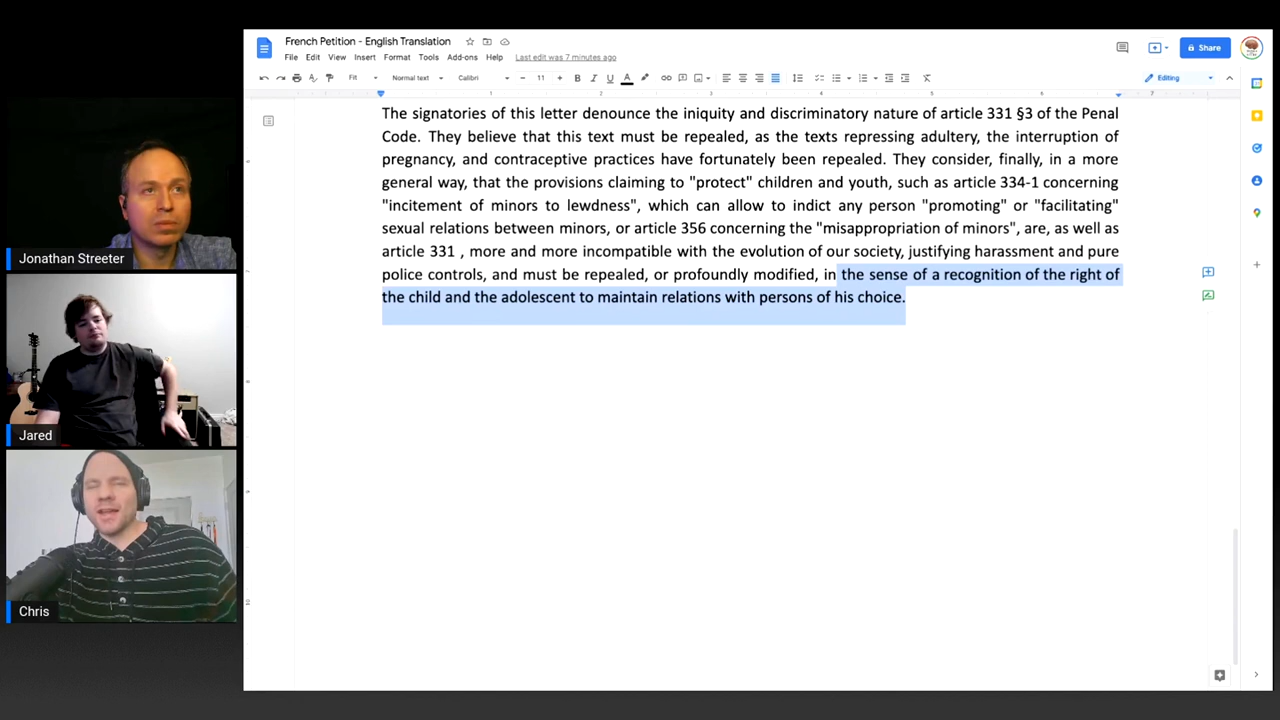 French Petition - English Translation
File Edit View Insert Format Tools Add-ons Help Last edit was 7 minutes ago
Share
Fit Normal text Calibri 11 B I U A Editing
1 2 3 4 5 6 7
The signatories of this letter denounce the iniquity and discriminatory nature of article 331 §3 of the Penal
Code. They believe that this text must be repealed, as the texts repressing adultery, the interruption of
pregnancy, and contraceptive practices have fortunately been repealed. They consider, finally, in a more
general way, that the provisions claiming to "protect" children and youth, such as article 334-1 concerning
"incitement of minors to lewdness", which can allow to indict any person "promoting" or "facilitating"
sexual relations between minors, or article 356 concerning the "misappropriation of minors", are, as well as
article 331 , more and more incompatible with the evolution of our society, justifying harassment and pure
police controls, and must be repealed, or profoundly modified, in the sense of a recognition of the right of
the child and the adolescent to maintain relations with persons of his choice.
Jonathan Streeter
Jared
Chris